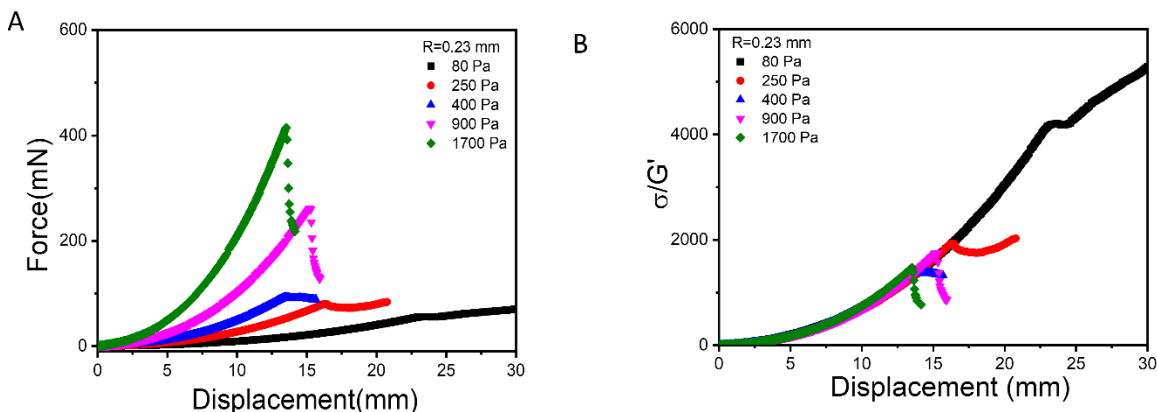 A
Force(mN)
600
400
200
0
R=0.23 mm
80 Pa
250 Pa
400 Pa
900 Pa
1700 Pa
0 5 10 15 20 25 30
Displacement(mm)
B
σ/G'
6000
4000
2000
0
R=0.23 mm
80 Pa
250 Pa
400 Pa
900 Pa
1700 Pa
0 5 10 15 20 25 30
Displacement (mm)